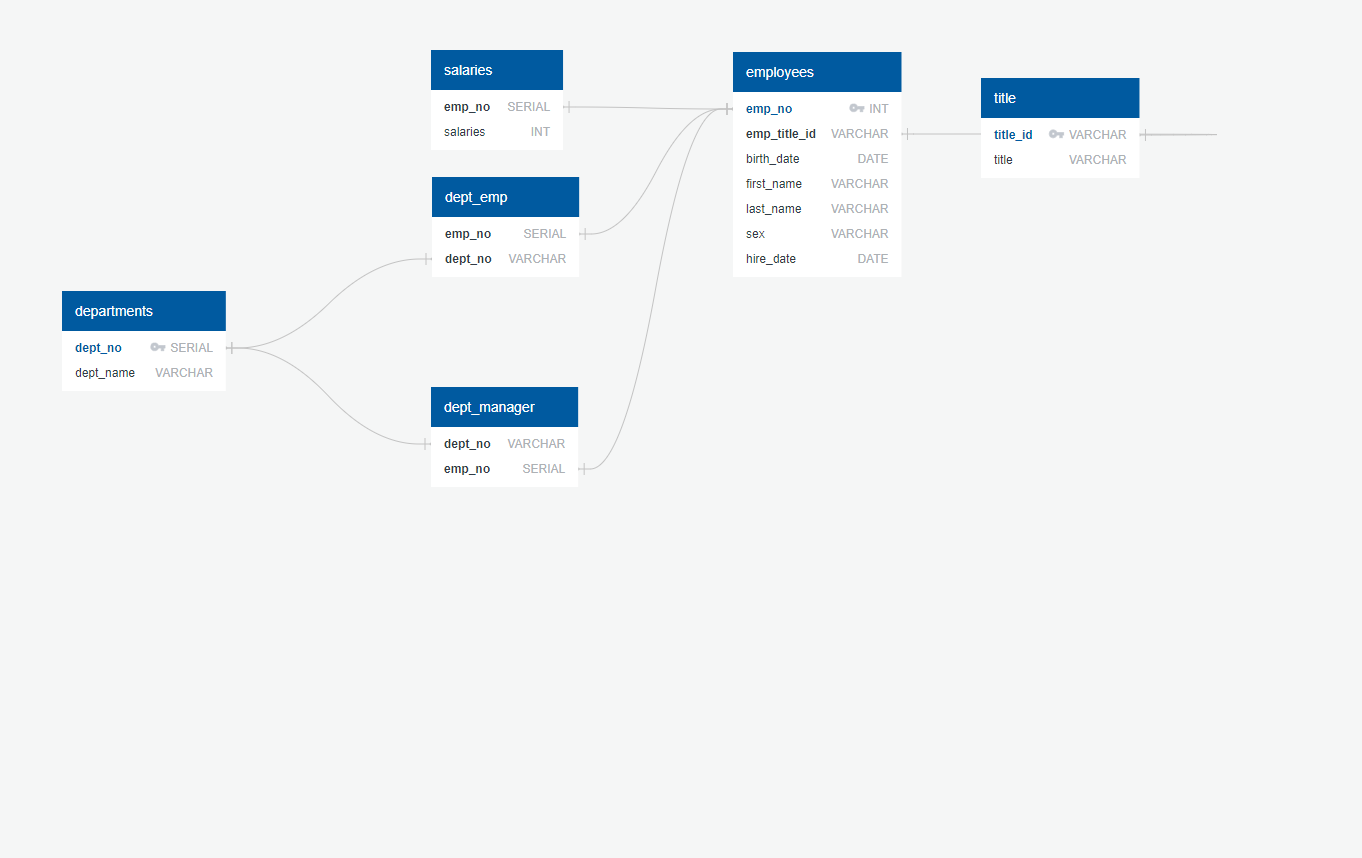 salaries
emp_no SERIAL
salaries INT
employees
emp_no INT
emp_title_id VARCHAR
birth_date DATE
first_name VARCHAR
last_name VARCHAR
sex VARCHAR
hire_date DATE
title
title_id VARCHAR
title VARCHAR
dept_emp
emp_no SERIAL
dept_no VARCHAR
departments
dept_no SERIAL
dept_name VARCHAR
dept_manager
dept_no VARCHAR
emp_no SERIAL